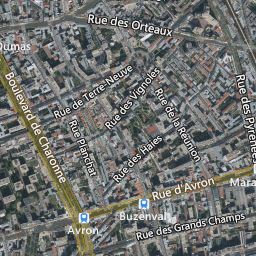 Rue des Orteaux
Dumas
Rue de Terre-Neuve
Rue des Vignoles
Boulevard de Charonne
Rue Planchat
Rue de la Réunion
Rue des Haies
Rue des Pyrénées
Rue d'Avron
Mara
Buzenval
Avron
Rue des Grands Champs